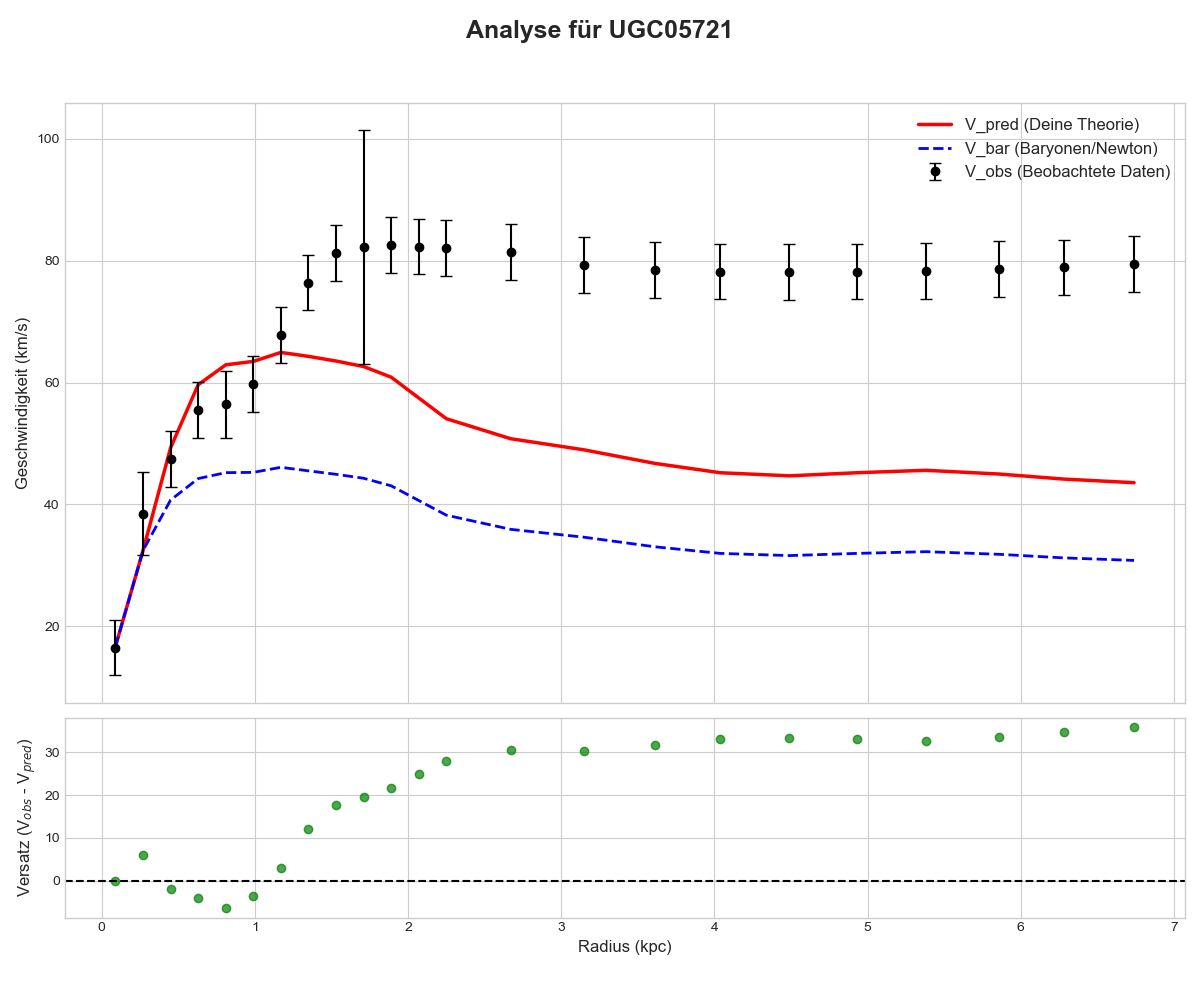 Analyse für UGC05721
V_pred (Deine Theorie)
V_bar (Baryonen/Newton)
V_obs (Beobachtete Daten)
Geschwindigkeit (km/s)
100
80
60
40
20
Versatz (V_obs - V_pred)
30
20
10
0
0 1 2 3 4 5 6 7
Radius (kpc)